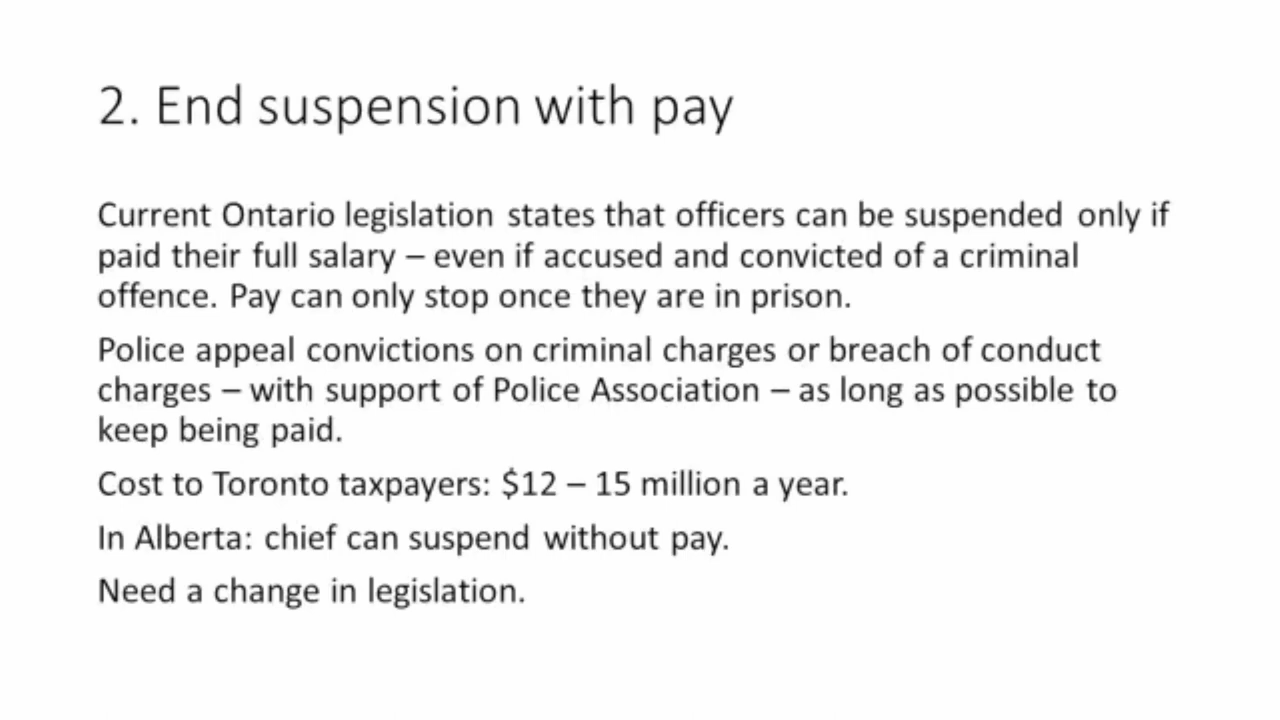 2. End suspension with pay
Current Ontario legislation states that officers can be suspended only if
paid their full salary – even if accused and convicted of a criminal
offence. Pay can only stop once they are in prison.
Police appeal convictions on criminal charges or breach of conduct
charges – with support of Police Association – as long as possible to
keep being paid.
Cost to Toronto taxpayers: $12 – 15 million a year.
In Alberta: chief can suspend without pay.
Need a change in legislation.